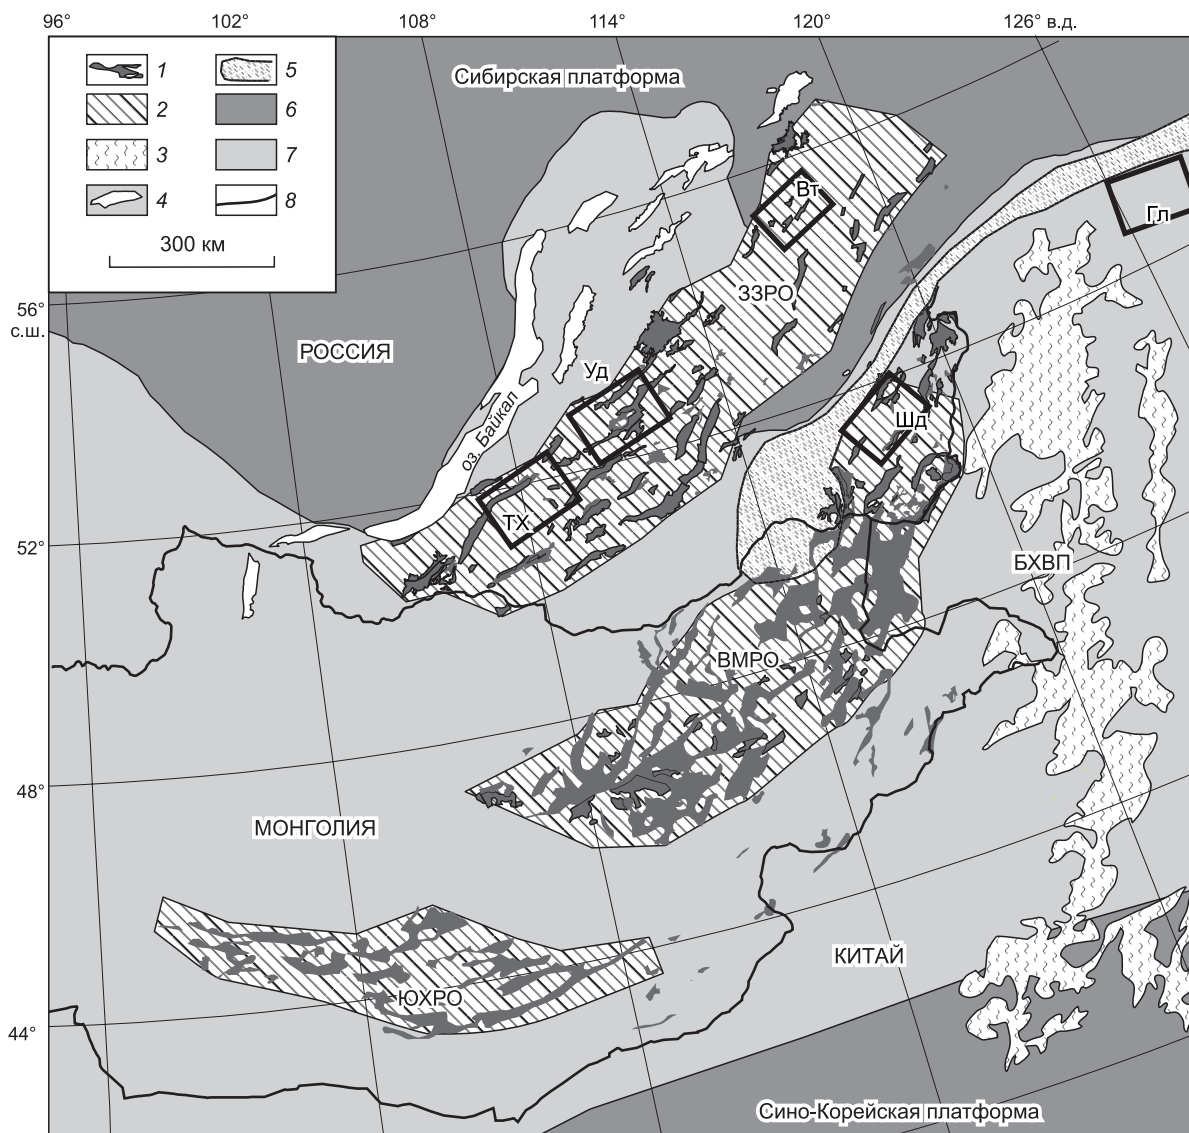 96°
102°
108°
114°
120°
126° в.д.
1
2
3
4
5
6
7
8
300 км
Сибирская платформа
Вт
Гл
ЗЗРО
56°
с.ш.
РОССИЯ
Уд
оз. Байкал
Шд
ТХ
52°
БХВП
ВМРО
48°
МОНГОЛИЯ
КИТАЙ
ЮХРО
44°
Сино-Корейская платформа